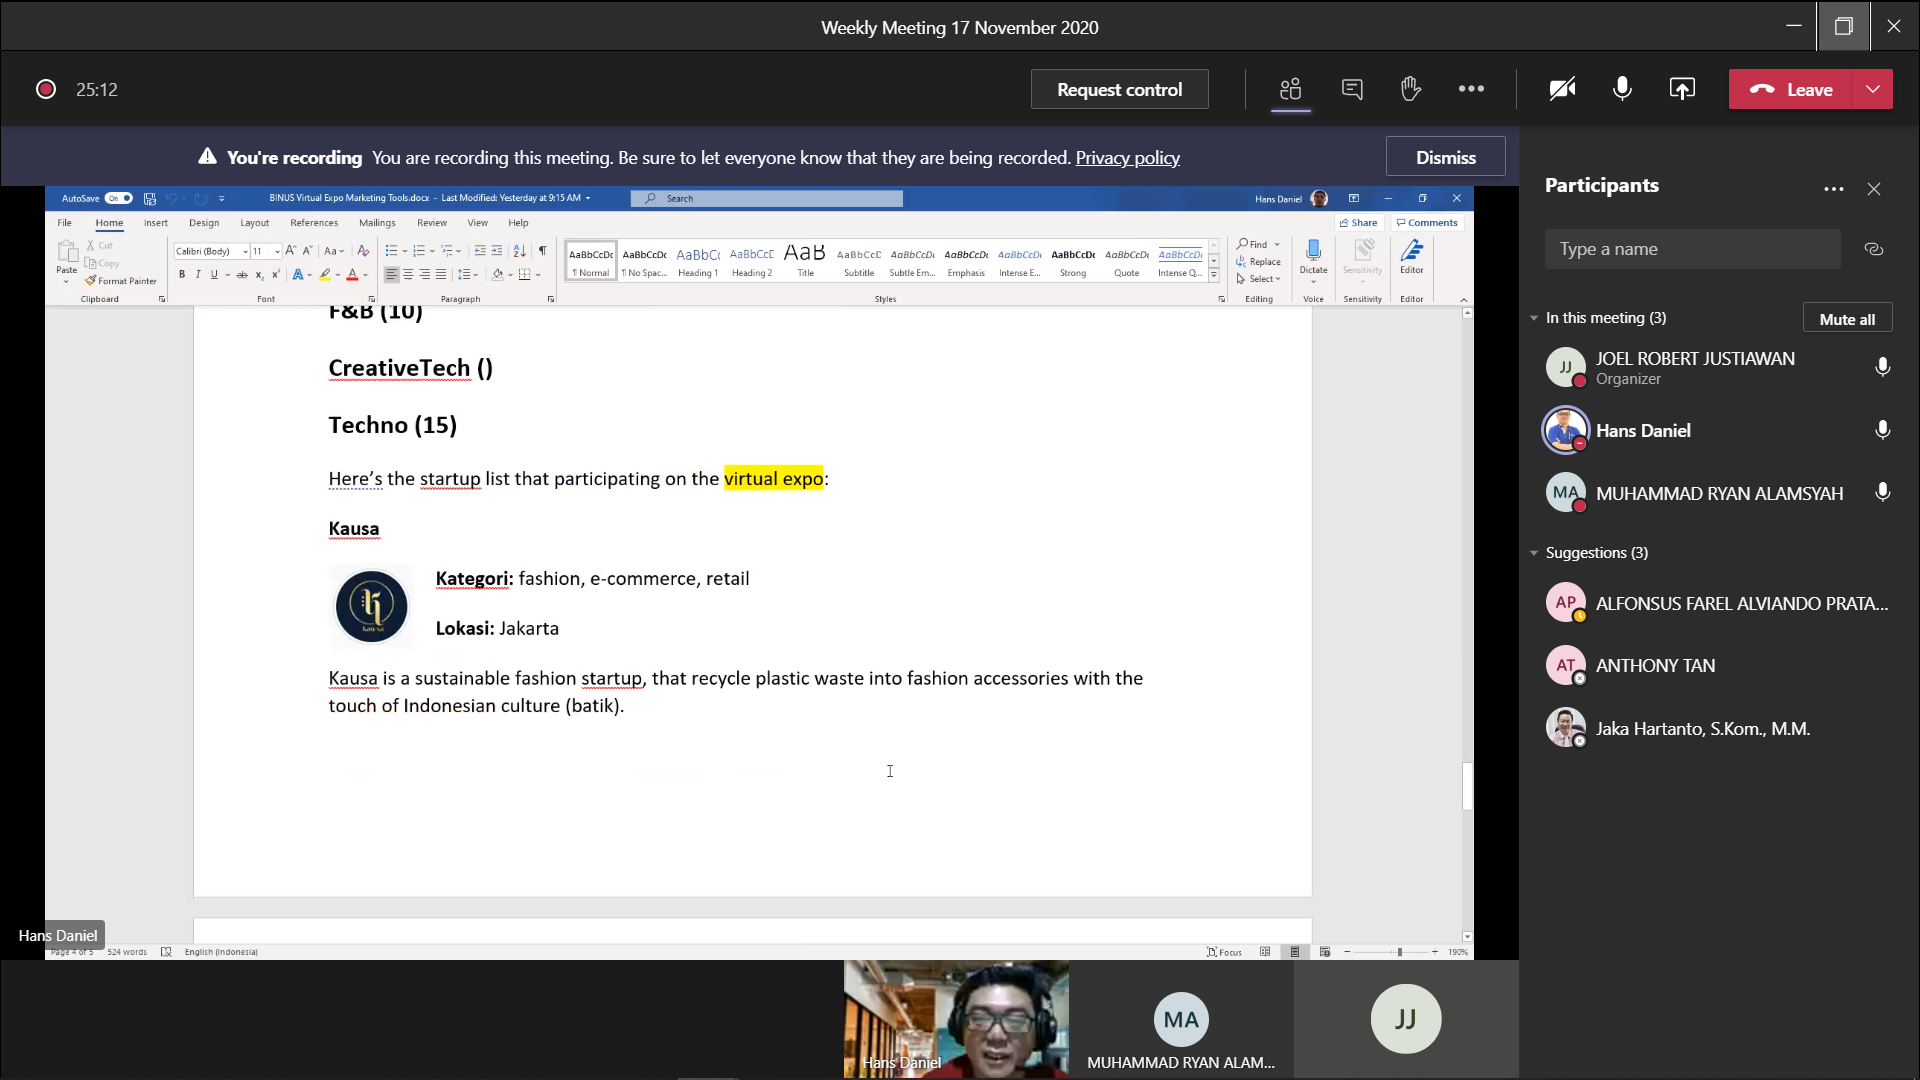 Weekly Meeting 17 November 2020
25:12
Request control
Leave
You're recording You are recording this meeting. Be sure to let everyone know that they are being recorded. Privacy policy
Dismiss
AutoSave On
BINUS Virtual Expo Marketing Tools.docx - Last Modified: Yesterday at 9:15 AM
Search
Hans Daniel
File Home Insert Design Layout References Mailings Review View Help
Share Comments
Paste
Cut
Copy
Format Painter
Clipboard
Calibri (Body) 11
Font
Paragraph
AaBbCcDc AaBbCcDc AaBbCc AaBbCcD AaB AaBbCcD AaBbCcDc AaBbCcDc AaBbCcDc AaBbCcDc AaBbCcDc AaBbCcDc
¶ Normal ¶ No Spac... Heading 1 Heading 2 Title Subtitle Subtle Em... Emphasis Intense E... Strong Quote Intense Q...
Styles
Find
Replace
Select
Editing
Dictate
Voice
Sensitivity
Sensitivity
Editor
Editor
F&B (10)
CreativeTech ()
Techno (15)
Here's the startup list that participating on the virtual expo:
Kausa
Kategori: fashion, e-commerce, retail
Lokasi: Jakarta
Kausa is a sustainable fashion startup, that recycle plastic waste into fashion accessories with the
touch of Indonesian culture (batik).
Hans Daniel
Page 4 of 5 524 words English (Indonesia)
Focus
190%
Hans Daniel
MA
MUHAMMAD RYAN ALAM...
JJ
Participants
Type a name
In this meeting (3)
Mute all
JJ
JOEL ROBERT JUSTIAWAN
Organizer
Hans Daniel
MA
MUHAMMAD RYAN ALAMSYAH
Suggestions (3)
AP
ALFONSUS FAREL ALVIANDO PRATA...
AT
ANTHONY TAN
Jaka Hartanto, S.Kom., M.M.